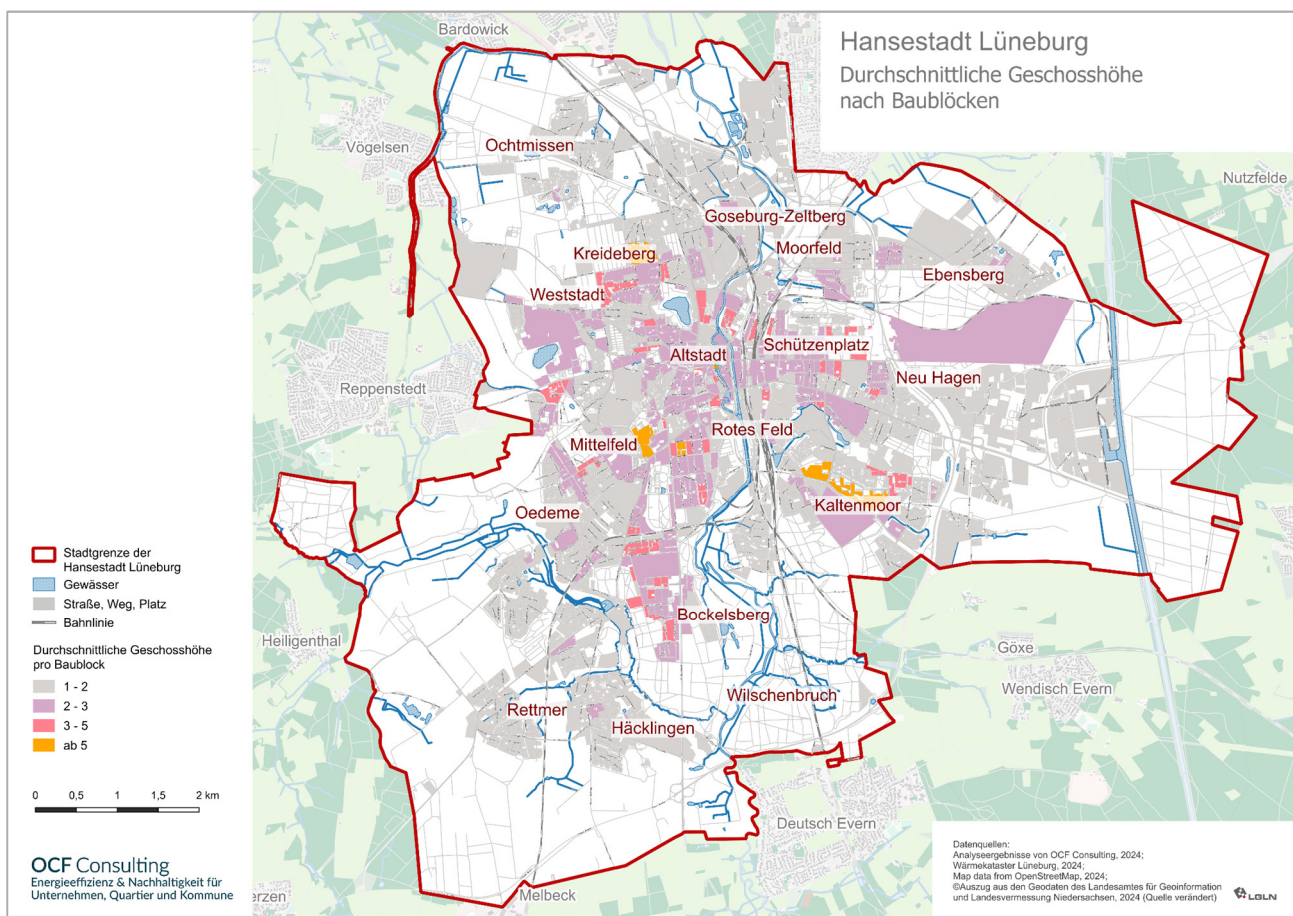 Hansestadt Lüneburg
Durchschnittliche Geschosshöhe
nach Baublöcken
Bardowick
Vögelsen
Ochtmissen
Nutzfelde
Goseburg-Zeltberg
Kreideberg
Moorfeld
Ebensberg
Weststadt
Schützenplatz
Altstadt
Reppenstedt
Neu Hagen
Rotes Feld
Mittelfeld
Kaltenmoor
Oedeme
Bockelsberg
Heiligenthal
Göxe
Wendisch Evern
Wilschenbruch
Rettmer
Häcklingen
Deutsch Evern
Melbeck
erzen
Stadtgrenze der
Hansestadt Lüneburg
Gewässer
Straße, Weg, Platz
Bahnlinie
Durchschnittliche Geschosshöhe
pro Baublock
1 - 2
2 - 3
3 - 5
ab 5
0 0,5 1 1,5 2 km
OCF Consulting
Energieeffizienz & Nachhaltigkeit für
Unternehmen, Quartier und Kommune
Datenquellen:
Analyseergebnisse von OCF Consulting, 2024;
Wärmekataster Lüneburg, 2024;
Map data from OpenStreetMap, 2024;
©Auszug aus den Geodaten des Landesamtes für Geoinformation
und Landesvermessung Niedersachsen, 2024 (Quelle verändert)
LGLN